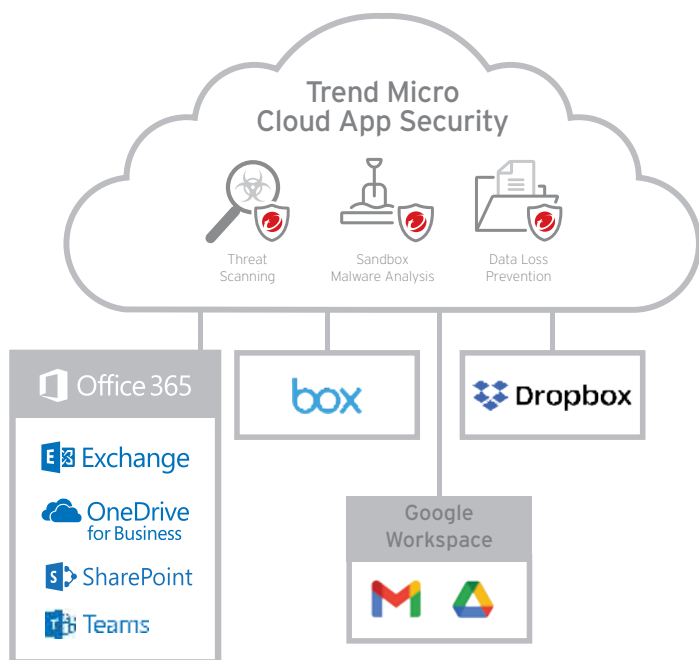 Trend Micro
Cloud App Security
Threat
Scanning
Sandbox
Malware Analysis
Data Loss
Prevention
Office 365
Exchange
OneDrive
for Business
SharePoint
Teams
box
Dropbox
Google
Workspace